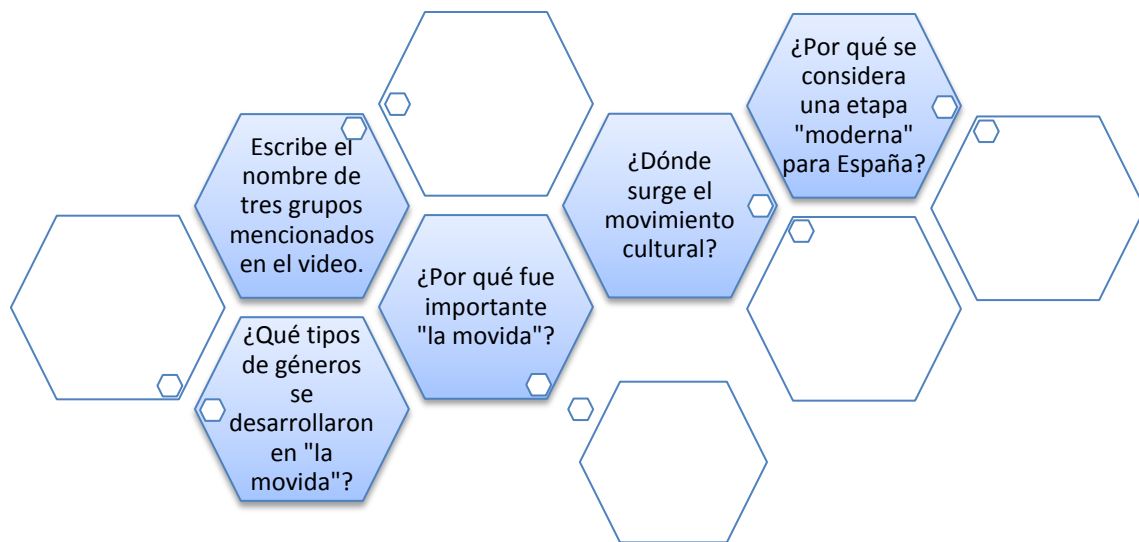 Escribe el
nombre de
tres grupos
mencionados
en el video.
¿Qué tipos
de géneros
se
desarrollaron
en "la
movida"?
¿Por qué fue
importante
"la movida"?
¿Dónde
surge el
movimiento
cultural?
¿Por qué se
considera
una etapa
"moderna"
para España?